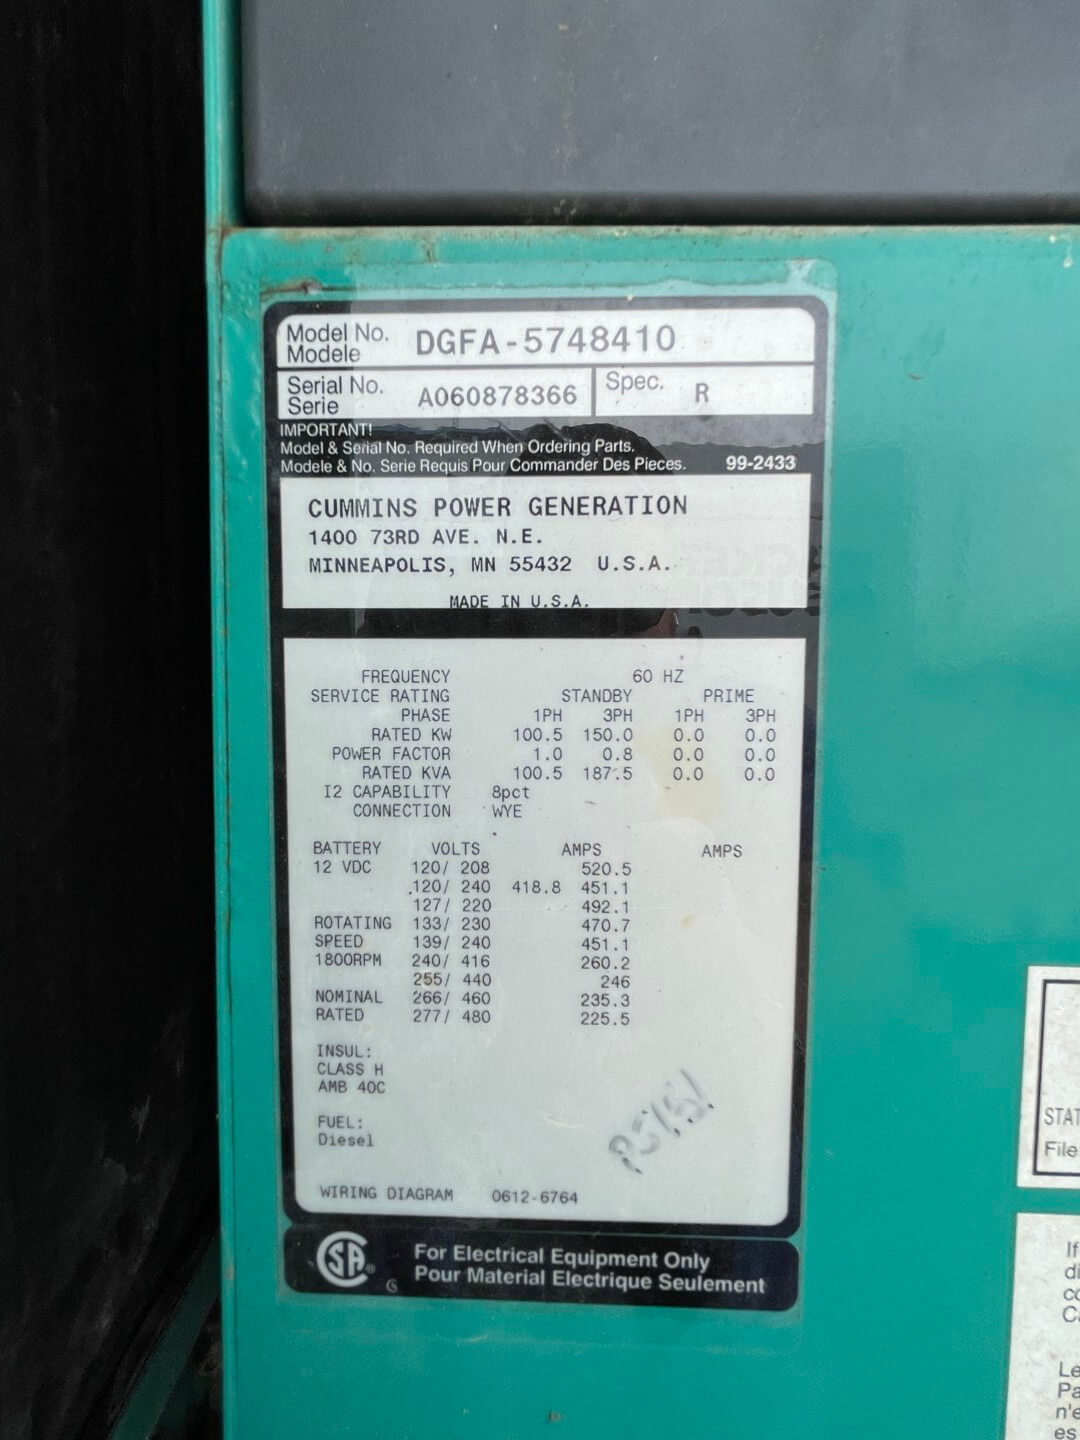 Model No.
Modele
DGFA-5748410
Serial No.
Serie
A060878366
Spec.
R
IMPORTANT!
Model & Serial No. Required When Ordering Parts.
Modele & No. Serie Requis Pour Commander Des Pieces. 99-2433
CUMMINS POWER GENERATION
1400 73RD AVE. N.E.
MINNEAPOLIS, MN 55432 U.S.A.
MADE IN U.S.A.
FREQUENCY 60 HZ
SERVICE RATING STANDBY PRIME
PHASE 1PH 3PH 1PH 3PH
RATED KW 100.5 150.0 0.0 0.0
POWER FACTOR 1.0 0.8 0.0 0.0
RATED KVA 100.5 187.5 0.0 0.0
I2 CAPABILITY 8pct
CONNECTION WYE
BATTERY VOLTS AMPS AMPS
12 VDC 120/ 208 520.5
120/ 240 418.8 451.1
127/ 220 492.1
ROTATING 133/ 230 470.7
SPEED 139/ 240 451.1
1800RPM 240/ 416 260.2
255/ 440 246
NOMINAL 266/ 460 235.3
RATED 277/ 480 225.5
INSUL:
CLASS H
AMB 40C
FUEL:
Diesel
WIRING DIAGRAM 0612-6764
SA
For Electrical Equipment Only
Pour Material Electrique Seulement
STAT
File
If
di
co
Le
Pa
n'e
es